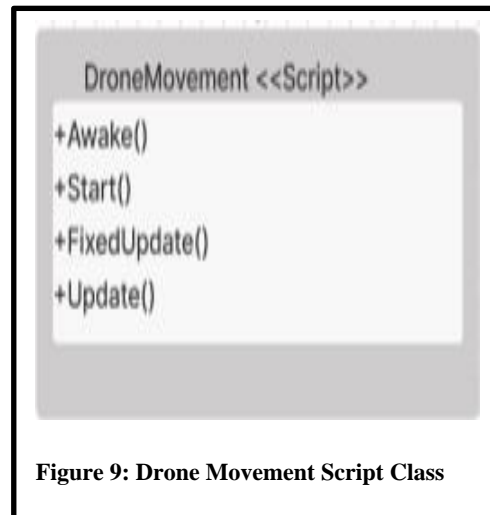 DroneMovement <<Script>>
+Awake()
+Start()
+FixedUpdate()
+Update()
Figure 9: Drone Movement Script Class